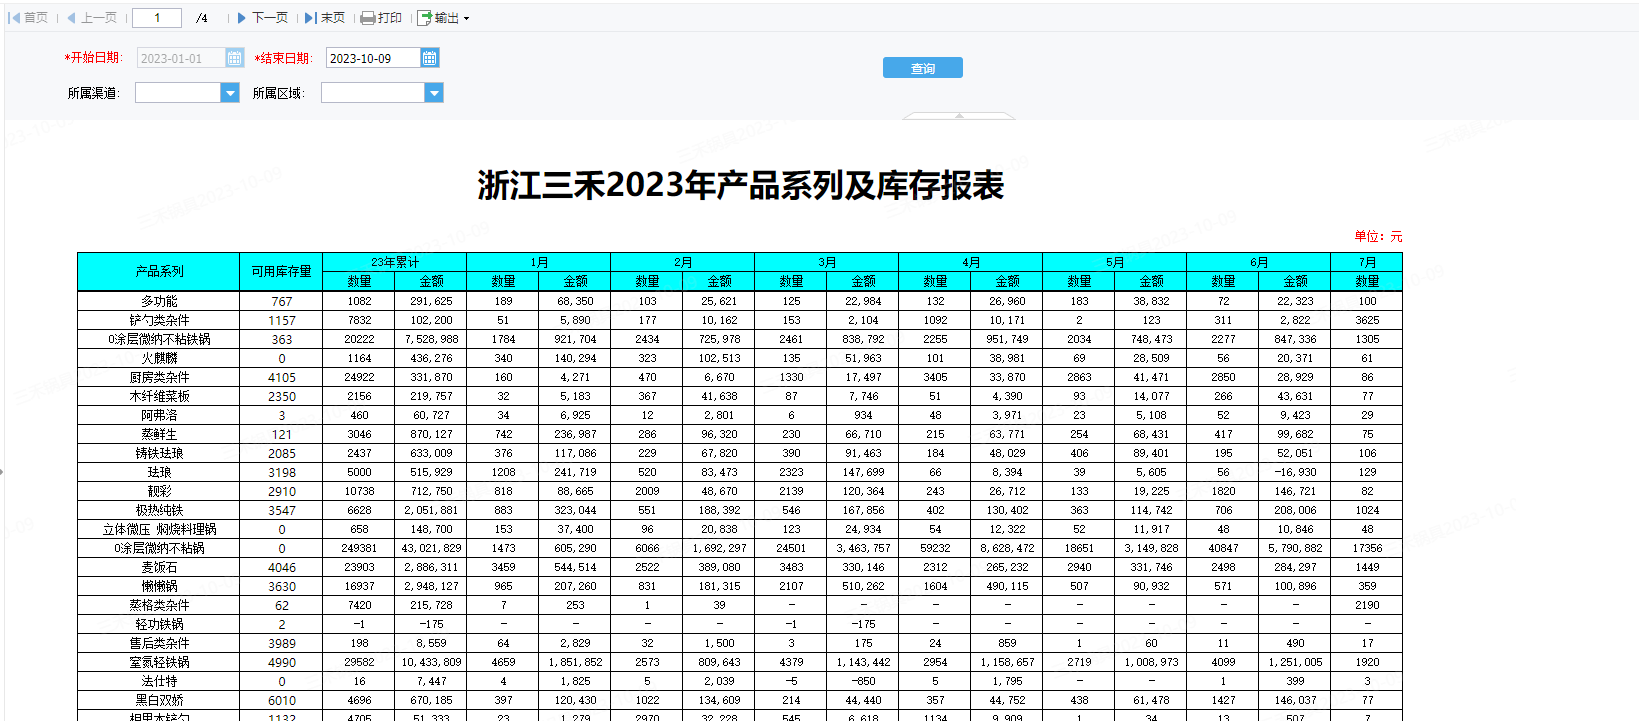 首页 上一页 1 /4 下一页 末页 打印 输出
*开始日期: 2023-01-01 *结束日期: 2023-10-09 查询
所属渠道: 所属区域:
浙江三禾2023年产品系列及库存报表
单位：元
产品系列 可用库存量 23年累计 1月 2月 3月 4月 5月 6月 7月
数量 金额 数量 金额 数量 金额 数量 金额 数量 金额 数量 金额 数量 金额 数量
多功能 767 1082 291,625 189 68,350 103 25,621 125 22,984 132 26,960 183 38,832 72 22,323 100
铲勺类杂件 1157 7832 102,200 51 5,890 177 10,162 153 2,104 1092 10,171 2 123 311 2,822 3625
0涂层微纳不粘铁锅 363 20222 7,528,988 1784 921,704 2434 725,978 2461 838,792 2255 951,749 2034 748,473 2277 847,336 1305
火麒麟 0 1164 436,276 340 140,294 323 102,513 135 51,963 101 38,981 69 28,509 56 20,371 61
厨房类杂件 4105 24922 331,870 160 4,271 470 6,670 1330 17,497 3405 33,870 2863 41,471 2850 28,929 86
木纤维菜板 2350 2156 219,757 32 5,183 367 41,638 87 7,746 51 4,390 93 14,077 266 43,631 77
阿弗洛 3 460 60,727 34 6,925 12 2,801 6 934 48 3,971 23 5,108 52 9,423 29
蒸鲜生 121 3046 870,127 742 236,987 286 96,320 230 66,710 215 63,771 254 68,431 417 99,682 75
铸铁珐琅 2085 2437 633,009 376 117,086 229 67,820 390 91,463 184 48,029 406 89,401 195 52,051 106
珐琅 3198 5000 515,929 1208 241,719 520 83,473 2323 147,699 66 8,394 39 5,605 56 -16,930 129
靓彩 2910 10738 712,750 818 88,665 2009 48,670 2139 120,364 243 26,712 133 19,225 1820 146,721 82
极热纯铁 3547 6628 2,051,881 883 323,044 551 188,392 546 167,856 402 130,402 363 114,742 706 208,006 1024
立体微压 焖烧料理锅 0 658 148,700 153 37,400 96 20,838 123 24,934 54 12,322 52 11,917 48 10,846 48
0涂层微纳不粘锅 0 249381 43,021,829 1473 605,290 6066 1,692,297 24501 3,463,757 59232 8,628,472 18651 3,149,828 40847 5,790,882 17356
麦饭石 4046 23903 2,886,311 3459 544,514 2522 389,080 3483 330,146 2312 265,232 2940 331,746 2498 284,297 1449
懒懒锅 3630 16937 2,948,127 965 207,260 831 181,315 2107 510,262 1604 490,115 507 90,932 571 100,896 359
蒸格类杂件 62 7420 215,728 7 253 1 39 - - - - - - - - 2190
轻功铁锅 2 -1 -175 - - - - -1 -175 - - - - - - -
售后类杂件 3989 198 8,559 64 2,829 32 1,500 3 175 24 859 1 60 11 490 17
室氮轻铁锅 4990 29582 10,433,809 4659 1,851,852 2573 809,643 4379 1,143,442 2954 1,158,657 2719 1,008,973 4099 1,251,005 1920
法仕特 0 16 7,447 4 1,825 5 2,039 -5 -850 5 1,795 - - 1 399 3
黑白双娇 6010 4696 670,185 397 120,430 1022 134,609 214 44,440 357 44,752 438 61,478 1427 146,037 77
相思木铲勺 1132 4705 51,333 23 1,279 2970 32,228 545 6,618 1134 9,909 1 34 13 507 7